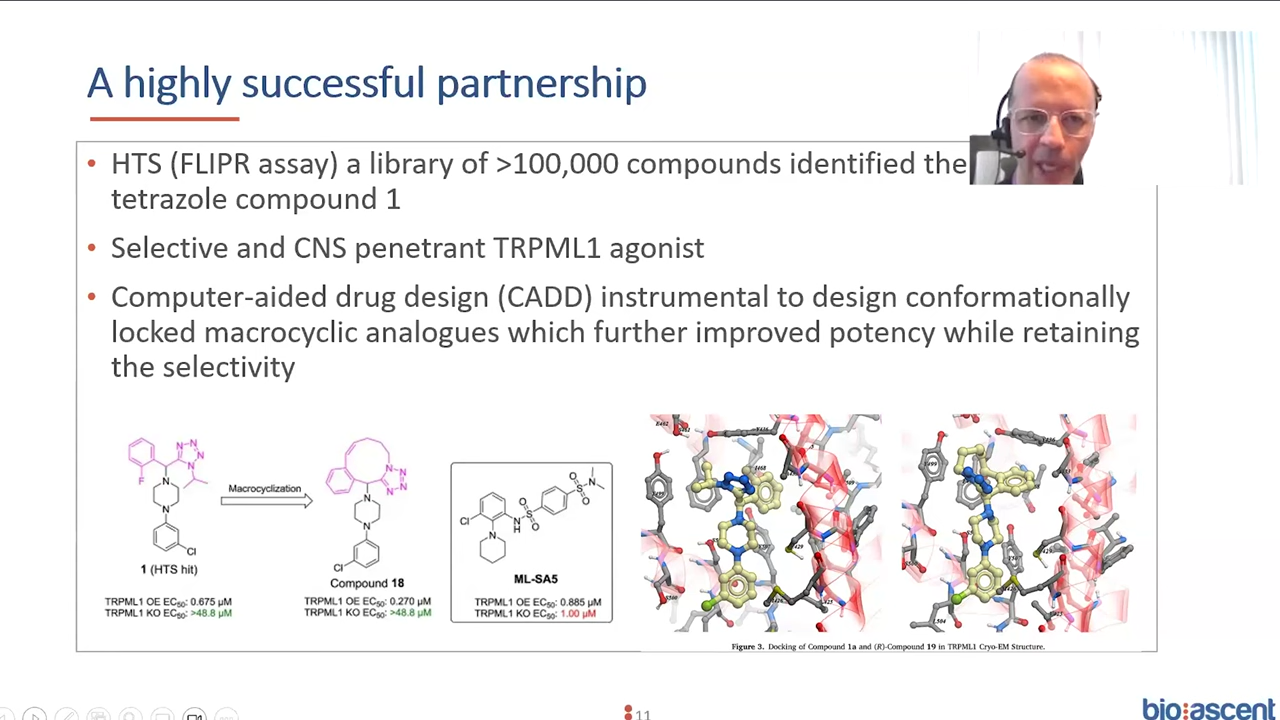 A highly successful partnership
• HTS (FLIPR assay) a library of >100,000 compounds identified the
tetrazole compound 1
• Selective and CNS penetrant TRPML1 agonist
• Computer-aided drug design (CADD) instrumental to design conformationally
locked macrocyclic analogues which further improved potency while retaining
the selectivity
Macrocyclization
1 (HTS hit)
TRPML1 OE EC50: 0.675 µM
TRPML1 KO EC50: >48.8 µM
Compound 18
TRPML1 OE EC50: 0.270 µM
TRPML1 KO EC50: >48.8 µM
ML-SA5
TRPML1 OE EC50: 0.885 µM
TRPML1 KO EC50: 1.00 µM
Figure 3. Docking of Compound 1a and (R)-Compound 19 in TRPML1 Cryo-EM Structure.
11
bioascent